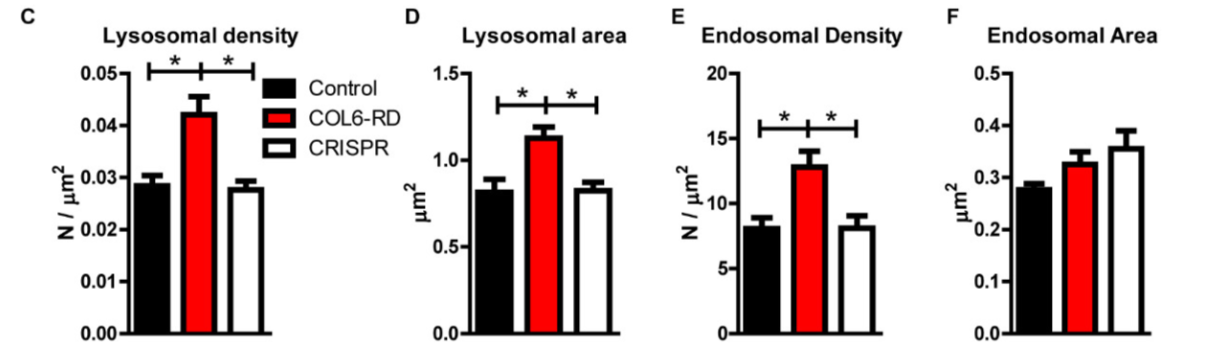 C
Lysosomal density
* *
0.05
0.04
0.03
0.02
0.01
0.00
N / μm²
Control
COL6-RD
CRISPR
D
Lysosomal area
* *
1.5
1.0
0.5
0.0
μm²
E
Endosomal Density
* *
20
15
10
5
0
N / μm²
F
Endosomal Area
0.5
0.4
0.3
0.2
0.1
0.0
μm²